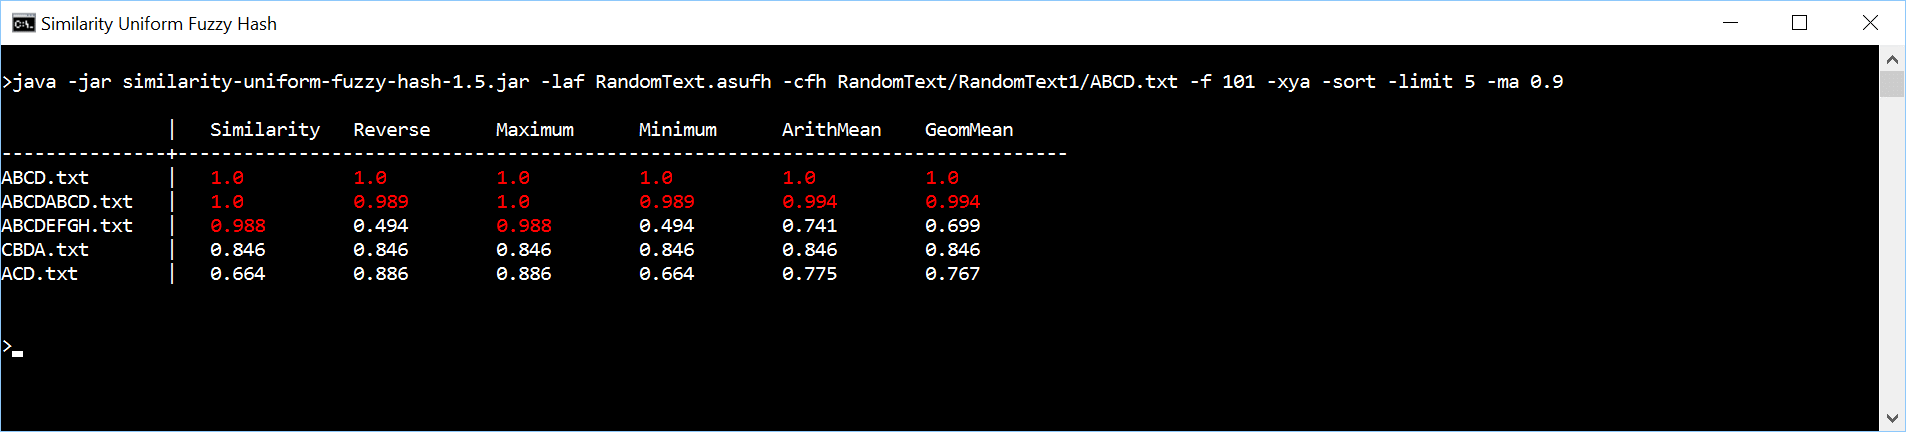 Similarity Uniform Fuzzy Hash
>java -jar similarity-uniform-fuzzy-hash-1.5.jar -laf RandomText.asufh -cfh RandomText/RandomText1/ABCD.txt -f 101 -xya -sort -limit 5 -ma 0.9
| Similarity Reverse Maximum Minimum ArithMean GeomMean
---------------+---------------------------------------------------------------------------------
ABCD.txt | 1.0 1.0 1.0 1.0 1.0 1.0
ABCDABCD.txt | 1.0 0.989 1.0 0.989 0.994 0.994
ABCDEFGH.txt | 0.988 0.494 0.988 0.494 0.741 0.699
CBDA.txt | 0.846 0.846 0.846 0.846 0.846 0.846
ACD.txt | 0.664 0.886 0.886 0.664 0.775 0.767
>_